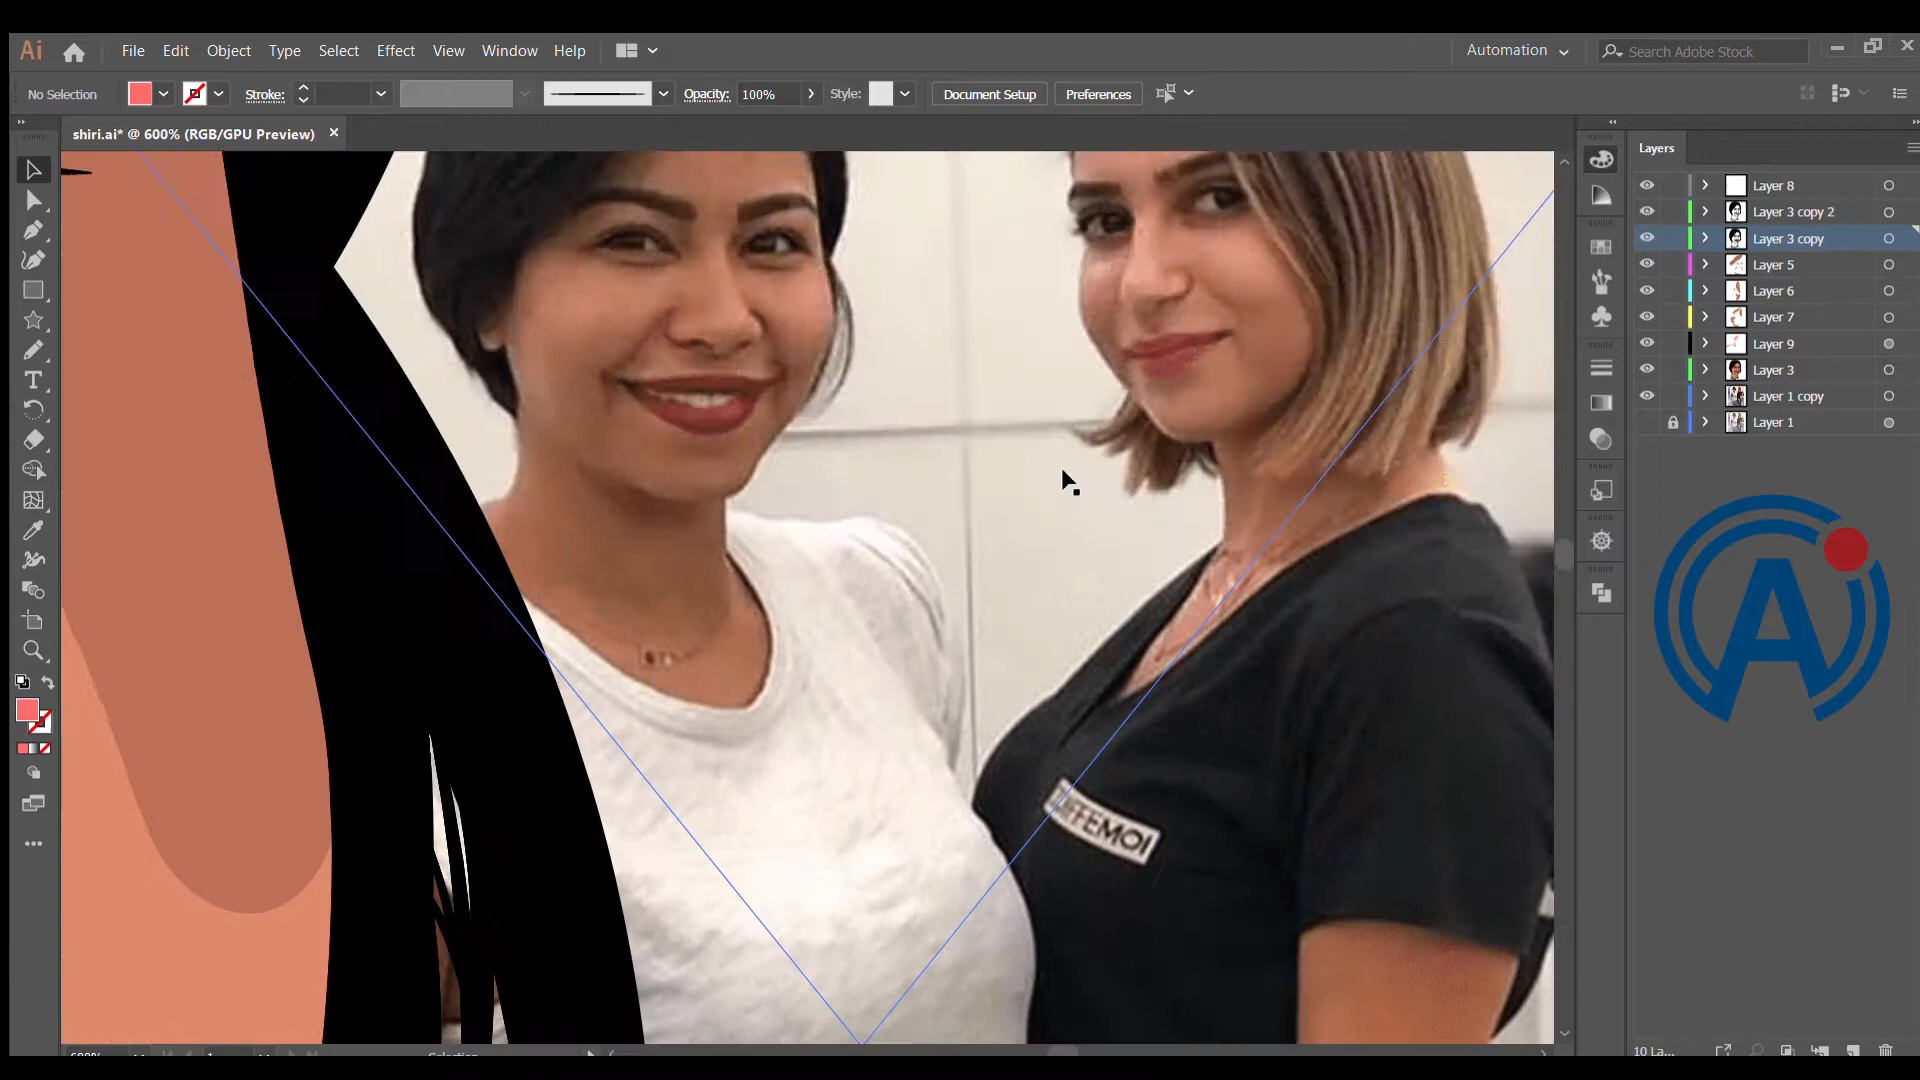 Ai File Edit Object Type Select Effect View Window Help Automation Search Adobe Stock
No Selection Stroke: Opacity: 100% Style: Document Setup Preferences
shiri.ai* @ 600% (RGB/GPU Preview) ×
Layers
Layer 8
Layer 3 copy 2
Layer 3 copy
Layer 5
Layer 6
Layer 7
Layer 9
Layer 3
Layer 1 copy
Layer 1
A
10 La...
Selection